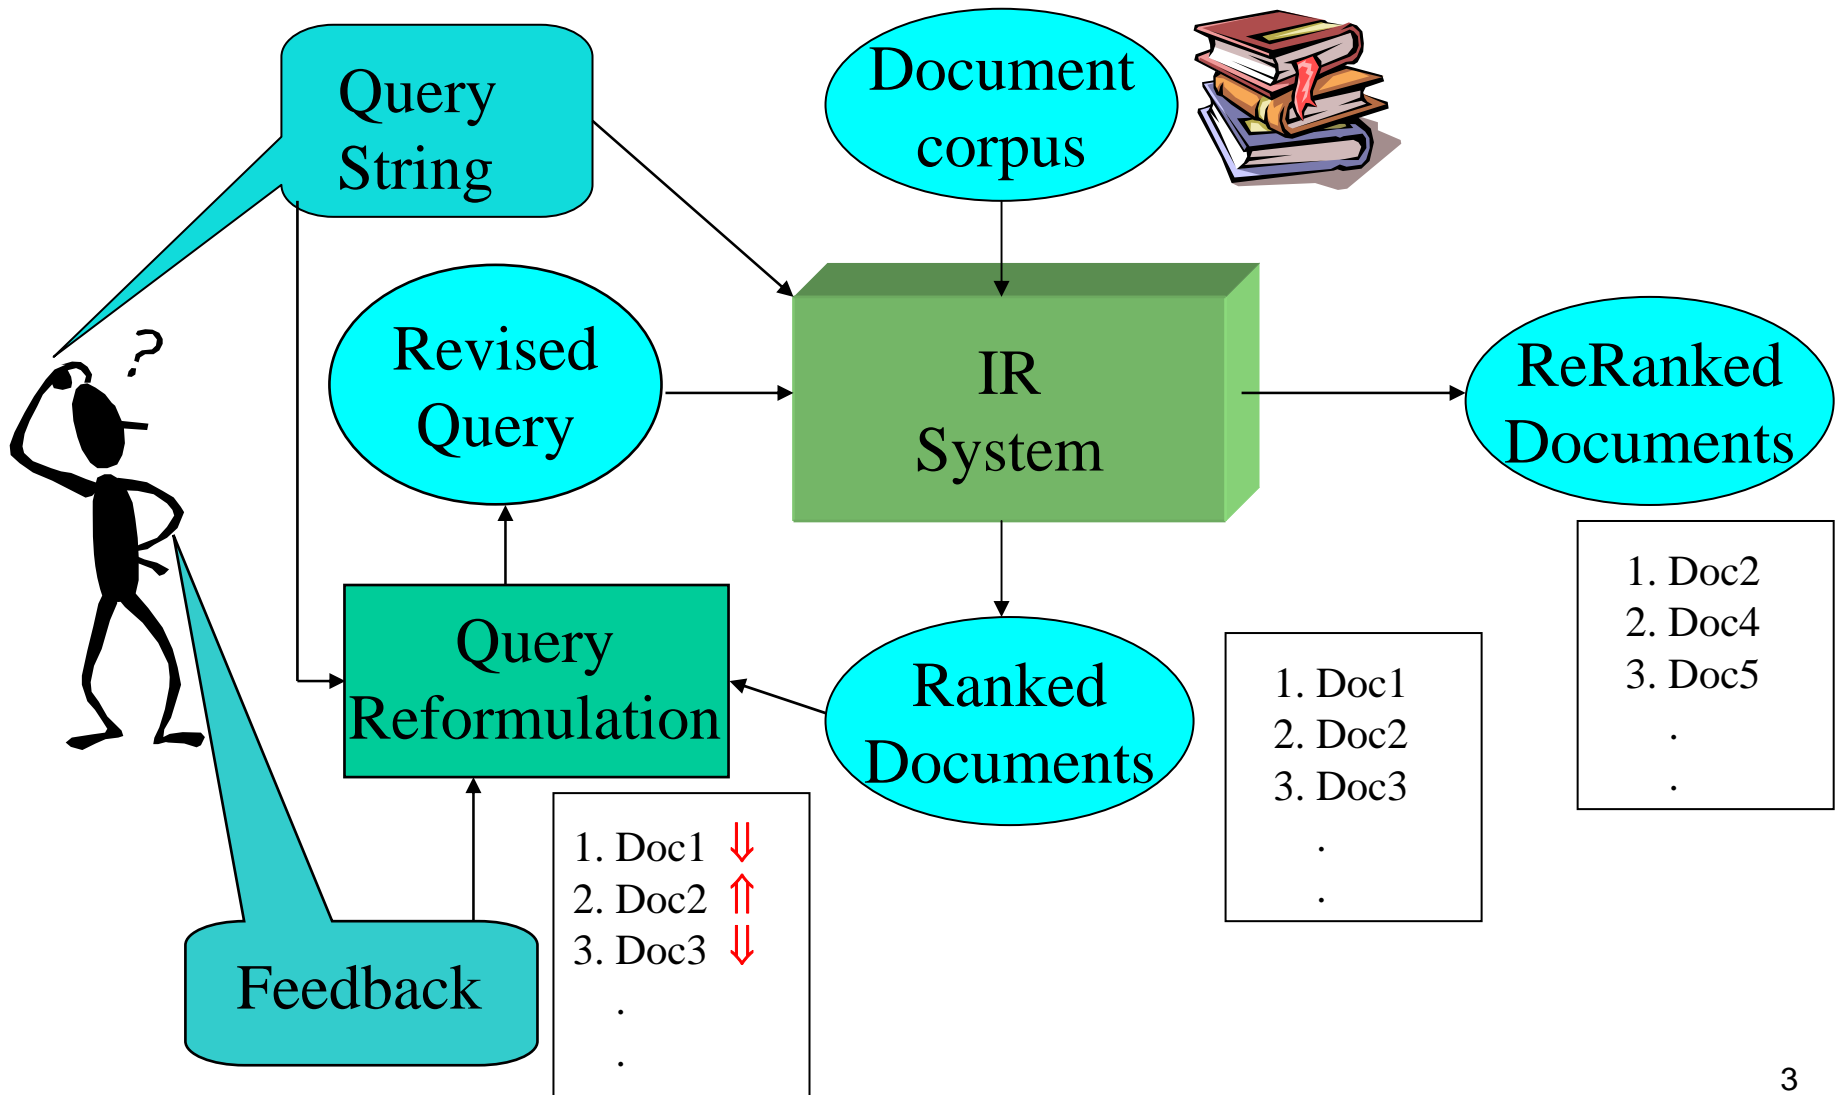 Query
String
Document
corpus
?
Revised
Query
IR
System
ReRanked
Documents
Query
Reformulation
Ranked
Documents
1. Doc2
2. Doc4
3. Doc5
.
.
1. Doc1
2. Doc2
3. Doc3
.
.
1. Doc1 ⇓
2. Doc2 ⇑
3. Doc3 ⇓
.
.
Feedback
3